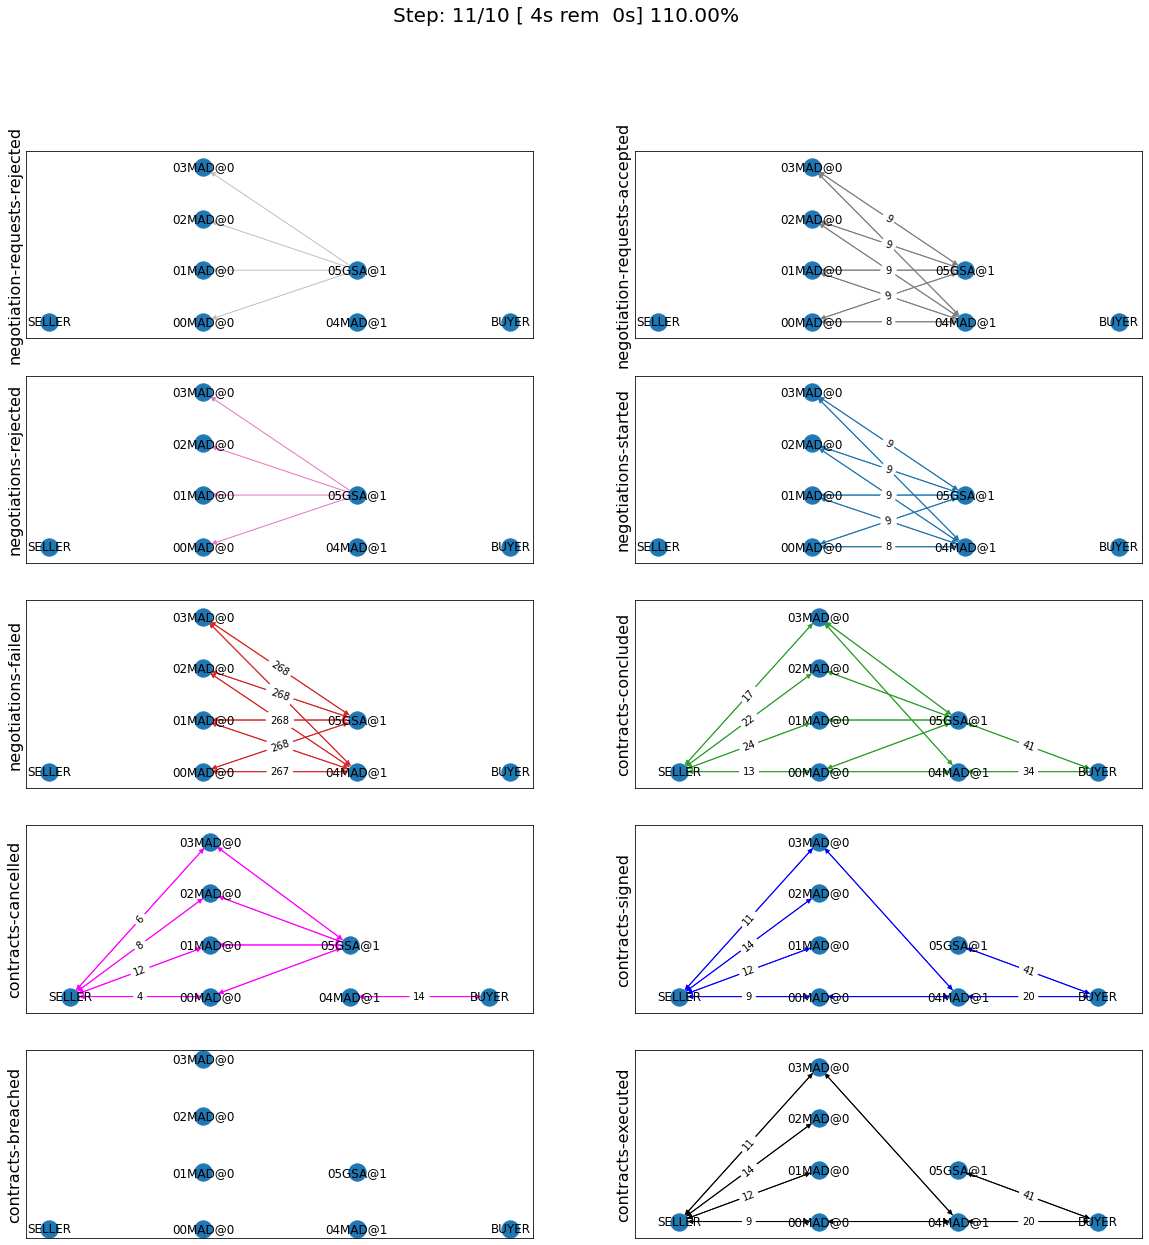 Step: 11/10 [ 4s rem  0s] 110.00%
negotiation-requests-rejected
03MAD@0
02MAD@0
01MAD@0
05GSA@1
SELLER
00MAD@0
04MAD@1
BUYER
negotiation-requests-accepted
03MAD@0
9
02MAD@0
9
01MAD@0
9
05GSA@1
9
SELLER
00MAD@0
8
04MAD@1
BUYER
negotiations-rejected
03MAD@0
02MAD@0
01MAD@0
05GSA@1
SELLER
00MAD@0
04MAD@1
BUYER
negotiations-started
03MAD@0
9
02MAD@0
9
01MAD@0
9
05GSA@1
9
SELLER
00MAD@0
8
04MAD@1
BUYER
negotiations-failed
03MAD@0
268
02MAD@0
268
01MAD@0
268
05GSA@1
268
SELLER
00MAD@0
267
04MAD@1
BUYER
contracts-concluded
03MAD@0
17
02MAD@0
22
01MAD@0
05GSA@1
24
41
SELLER
13
00MAD@0
04MAD@1
34
BUYER
contracts-cancelled
03MAD@0
6
02MAD@0
8
01MAD@0
05GSA@1
12
SELLER
4
00MAD@0
04MAD@1
14
BUYER
contracts-signed
03MAD@0
11
02MAD@0
14
01MAD@0
05GSA@1
12
41
SELLER
9
00MAD@0
04MAD@1
20
BUYER
contracts-breached
03MAD@0
02MAD@0
01MAD@0
05GSA@1
SELLER
00MAD@0
04MAD@1
BUYER
contracts-executed
03MAD@0
11
02MAD@0
14
01MAD@0
05GSA@1
12
41
SELLER
9
00MAD@0
04MAD@1
20
BUYER